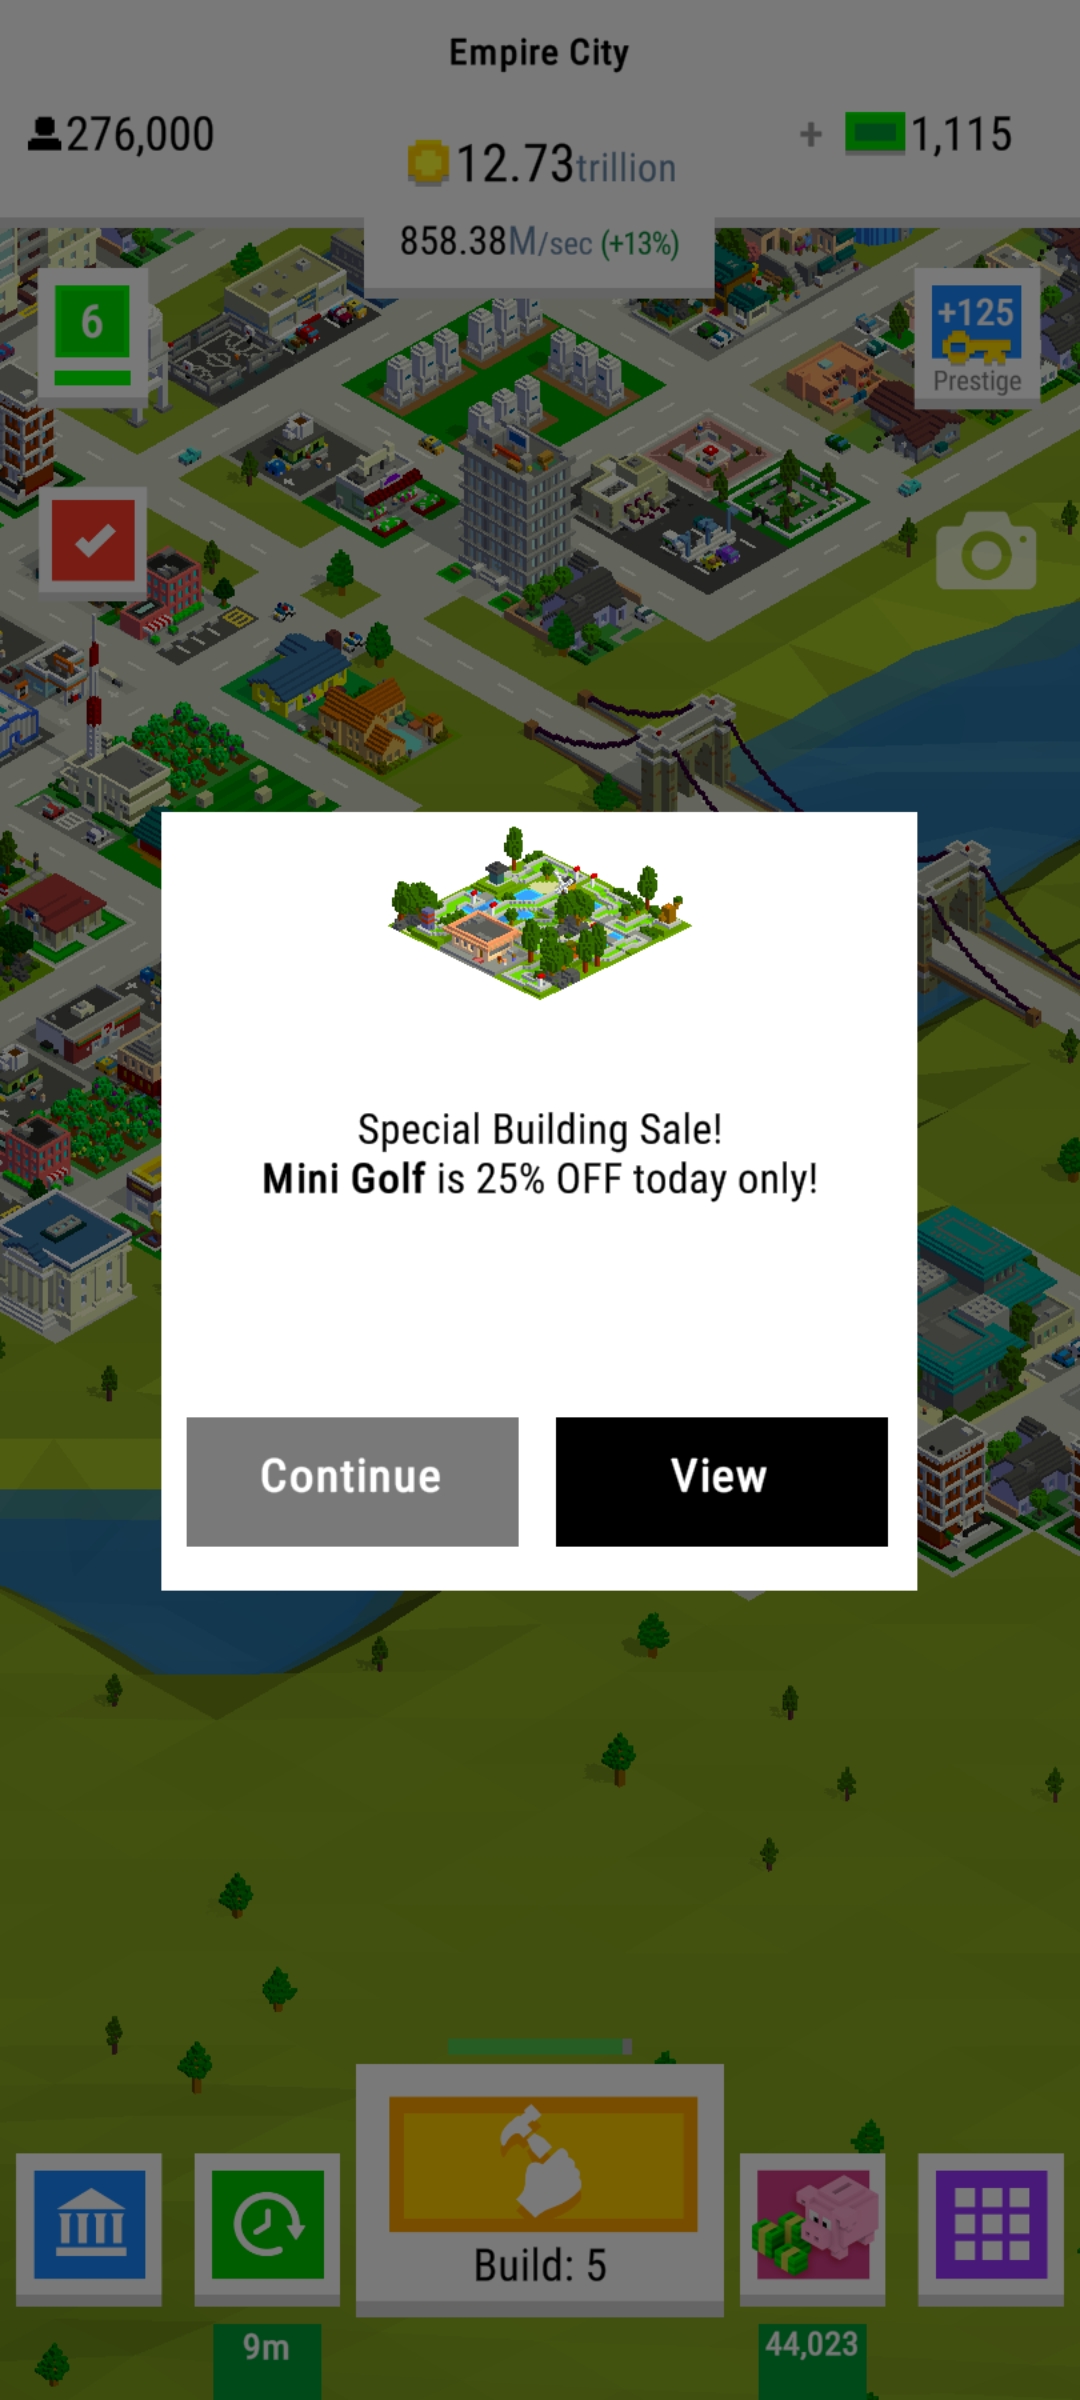 Empire City
276,000
12.73trillion
+ 1,115
858.38M/sec (+13%)
6
+125
Prestige
Special Building Sale!
Mini Golf is 25% OFF today only!
Continue
View
Build: 5
9m
44,023